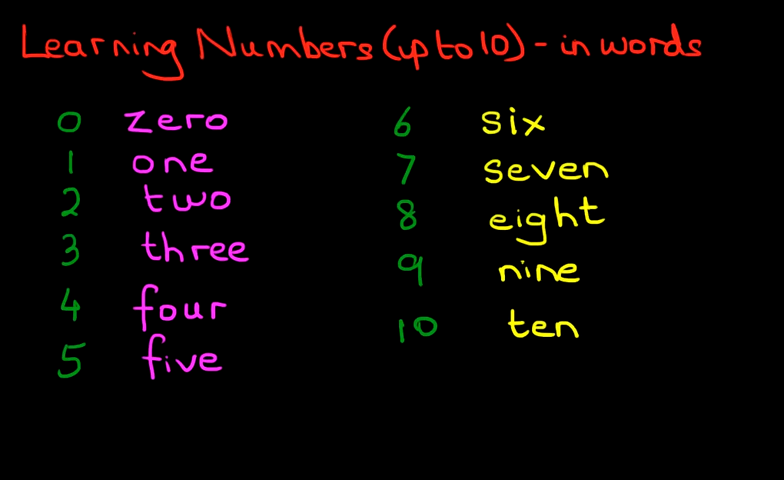 Learning Numbers (up to 10) - in words
0 zero
1 one
2 two
3 three
4 four
5 five
6 six
7 seven
8 eight
9 nine
10 ten